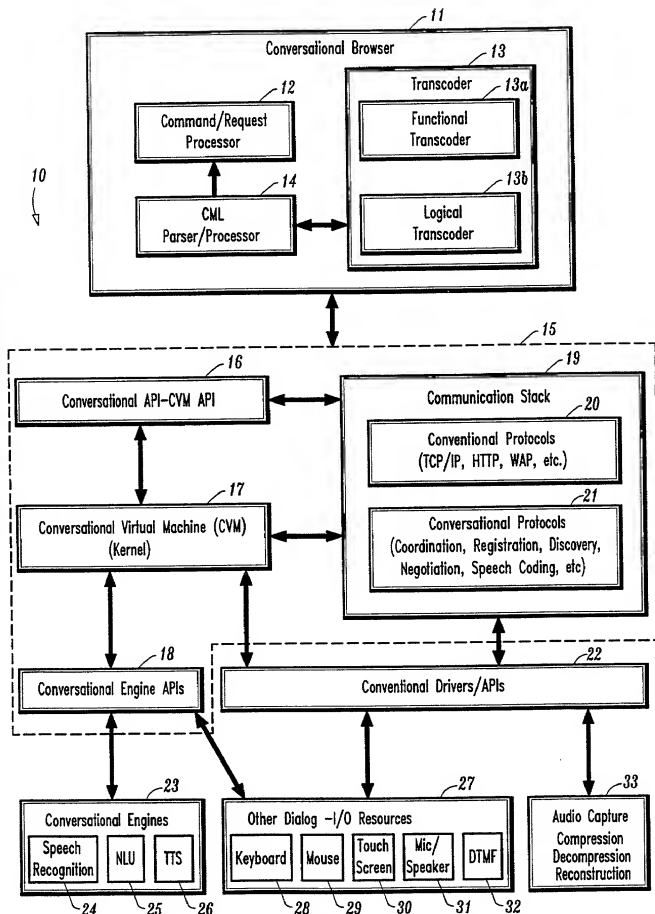 11
Conversational Browser
13
Transcoder
12
13a
Command/Request
Processor
Functional
Transcoder
10
14
13b
CML
Parser/Processor
Logical
Transcoder
15
16
19
Conversational API-CVM API
Communication Stack
20
Conventional Protocols
(TCP/IP, HTTP, WAP, etc.)
17
21
Conversational Virtual Machine (CVM)
(Kernel)
Conversational Protocols
(Coordination, Registration, Discovery,
Negotiation, Speech Coding, etc)
18
22
Conversational Engine APIs
Conventional Drivers/APIs
23
27
33
Conversational Engines
Speech
Recognition
NLU
TTS
24
25
26
Other Dialog -I/O Resources
Keyboard
Mouse
Touch
Screen
Mic/
Speaker
DTMF
28
29
30
31
32
Audio Capture
Compression
Decompression
Reconstruction